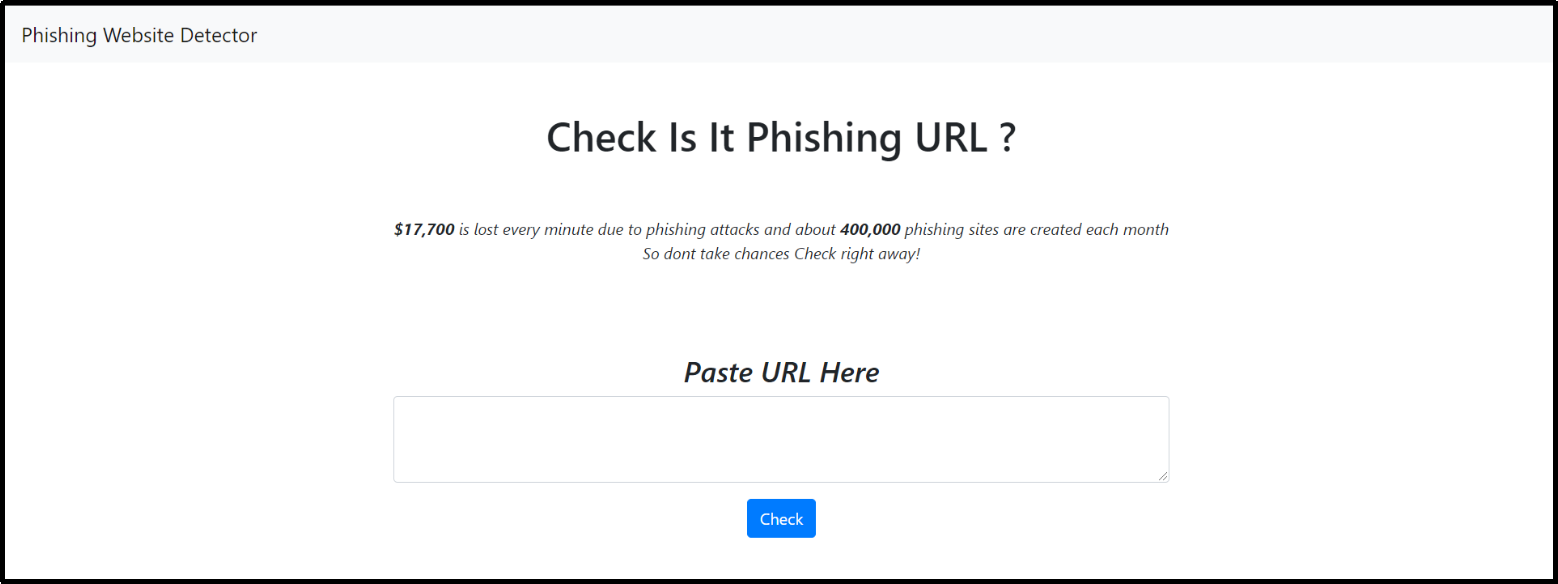 Phishing Website Detector
Check Is It Phishing URL ?
$17,700 is lost every minute due to phishing attacks and about 400,000 phishing sites are created each month
So dont take chances Check right away!
Paste URL Here
Check